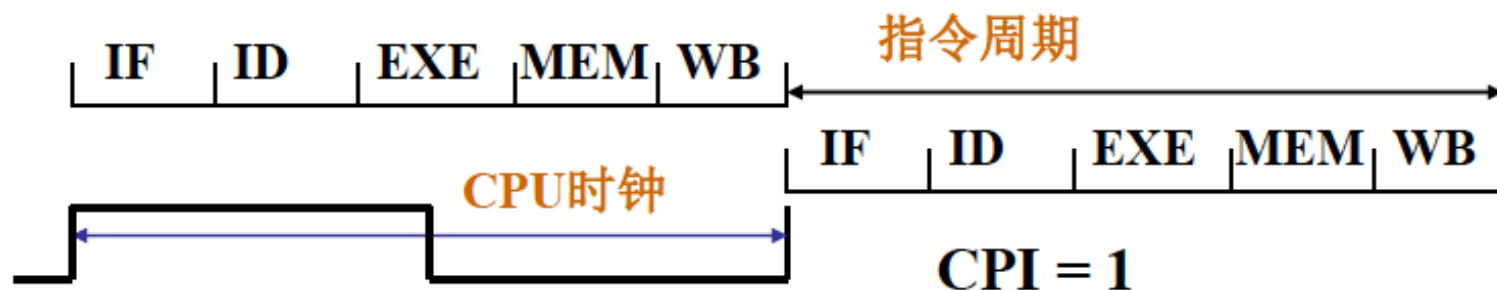 指令周期
IF ID EXE MEM WB
IF ID EXE MEM WB
CPU时钟
CPI = 1